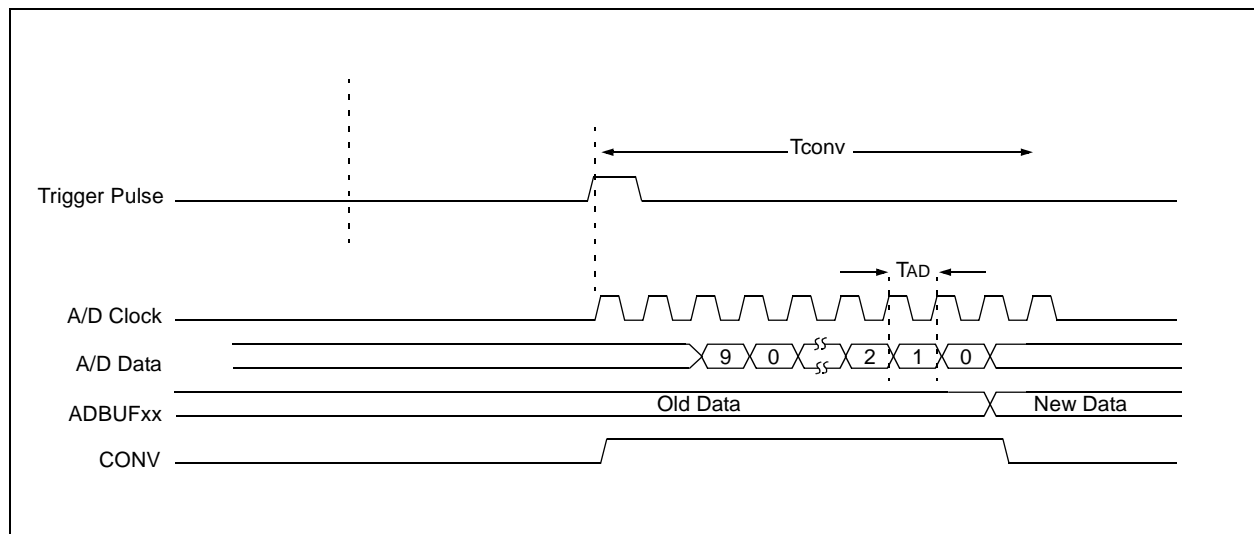 Tconv
Trigger Pulse
TAD
A/D Clock
A/D Data
9 0 2 1 0
ADBUFxx
Old Data New Data
CONV